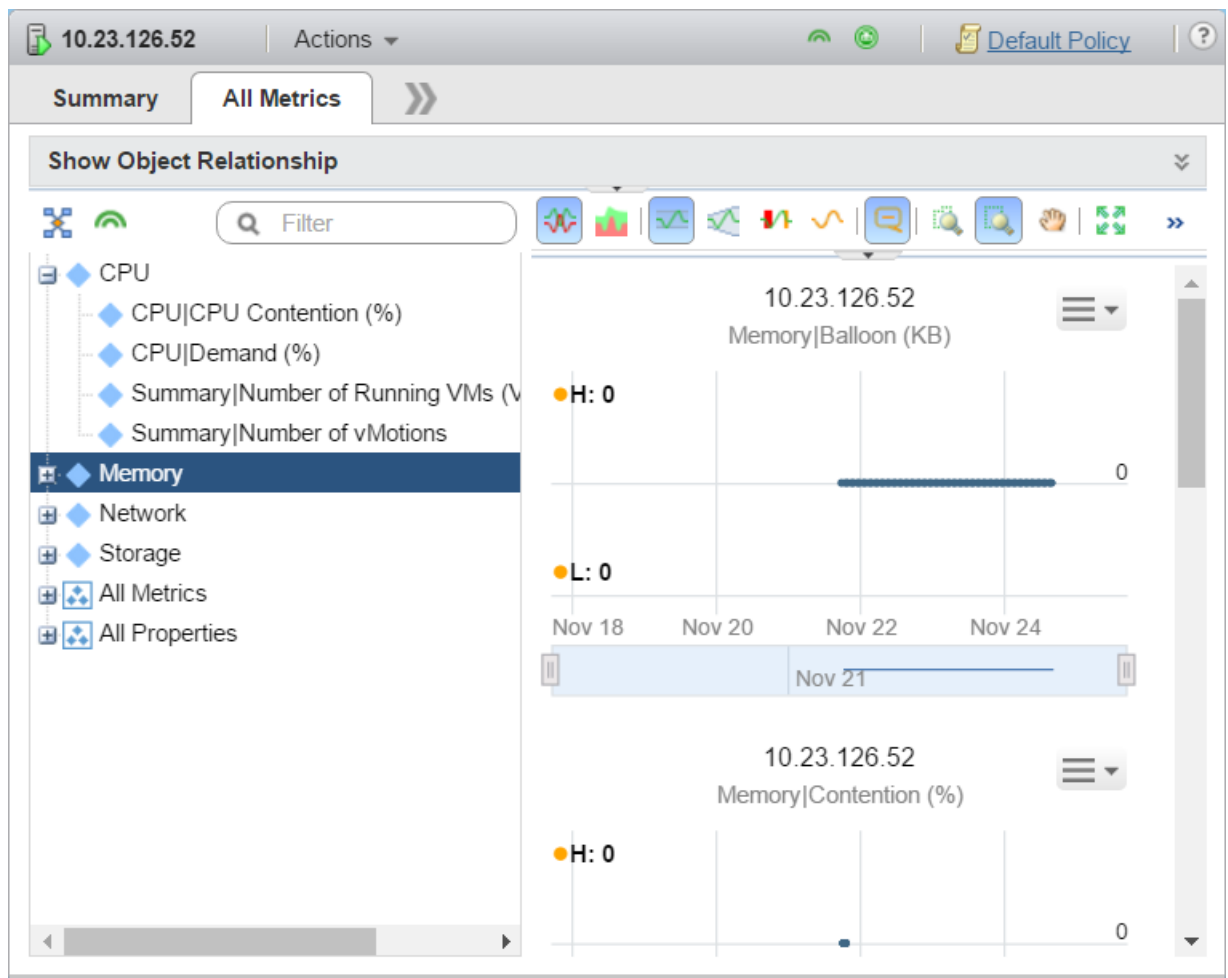 10.23.126.52 Actions Default Policy ?
Summary All Metrics
Show Object Relationship
Filter
CPU
CPU|CPU Contention (%)
CPU|Demand (%)
Summary|Number of Running VMs (V
Summary|Number of vMotions
Memory
Network
Storage
All Metrics
All Properties
10.23.126.52
Memory|Balloon (KB)
H: 0
0
L: 0
Nov 18 Nov 20 Nov 22 Nov 24
Nov 21
10.23.126.52
Memory|Contention (%)
H: 0
0